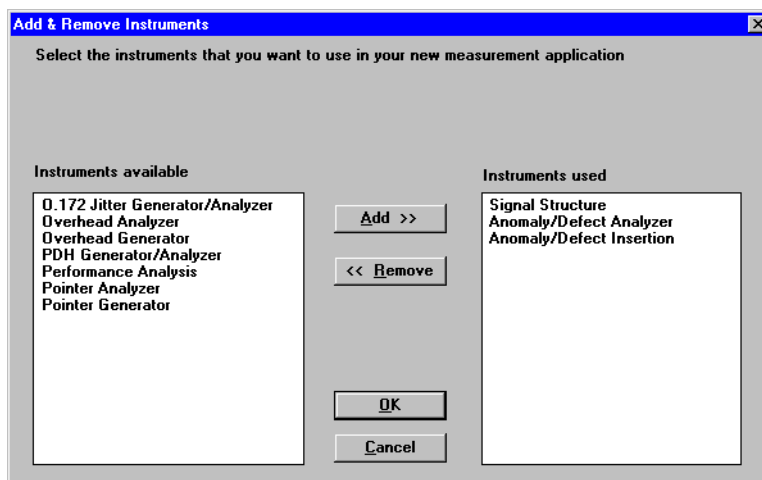 Add & Remove Instruments
Select the instruments that you want to use in your new measurement application
Instruments available
O.172 Jitter Generator/Analyzer
Overhead Analyzer
Overhead Generator
PDH Generator/Analyzer
Performance Analysis
Pointer Analyzer
Pointer Generator
Add >>
<< Remove
OK
Cancel
Instruments used
Signal Structure
Anomaly/Defect Analyzer
Anomaly/Defect Insertion